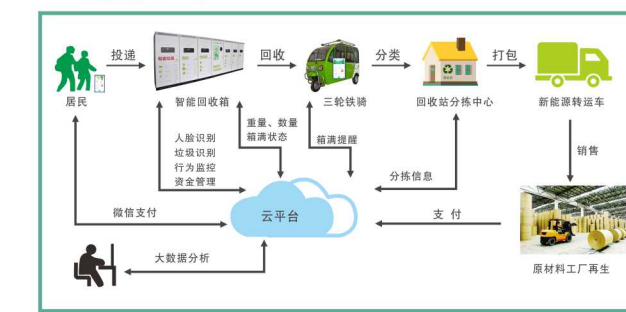 投递
回收
分类
打包
居民
智能回收箱
三轮铁骑
回收站分拣中心
新能源转运车
人脸识别
垃圾识别
行为监控
资金管理
重量、数量
箱满状态
箱满提醒
分拣信息
销售
微信支付
云平台
支 付
大数据分析
原材料工厂再生